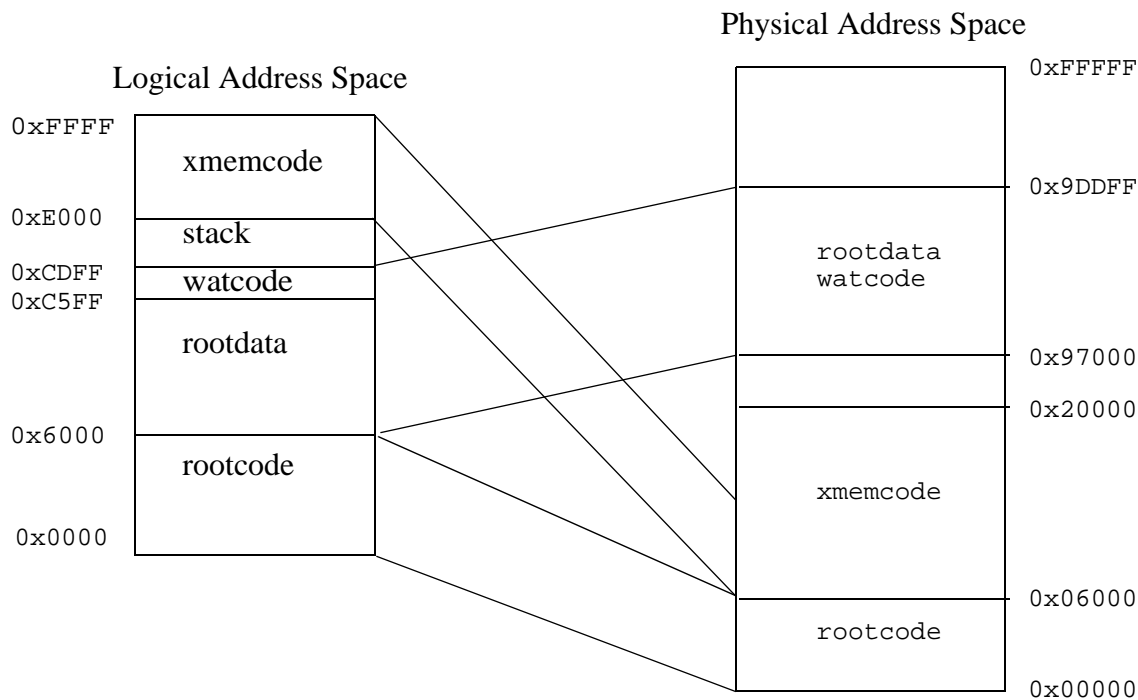 Physical Address Space
Logical Address Space
0xFFFF
xmemcode
0xE000
stack
0xCDFF
watcode
0xC5FF
rootdata
0x6000
rootcode
0x0000
0xFFFFF
0x9DDFF
rootdata
watcode
0x97000
0x20000
xmemcode
0x06000
rootcode
0x00000